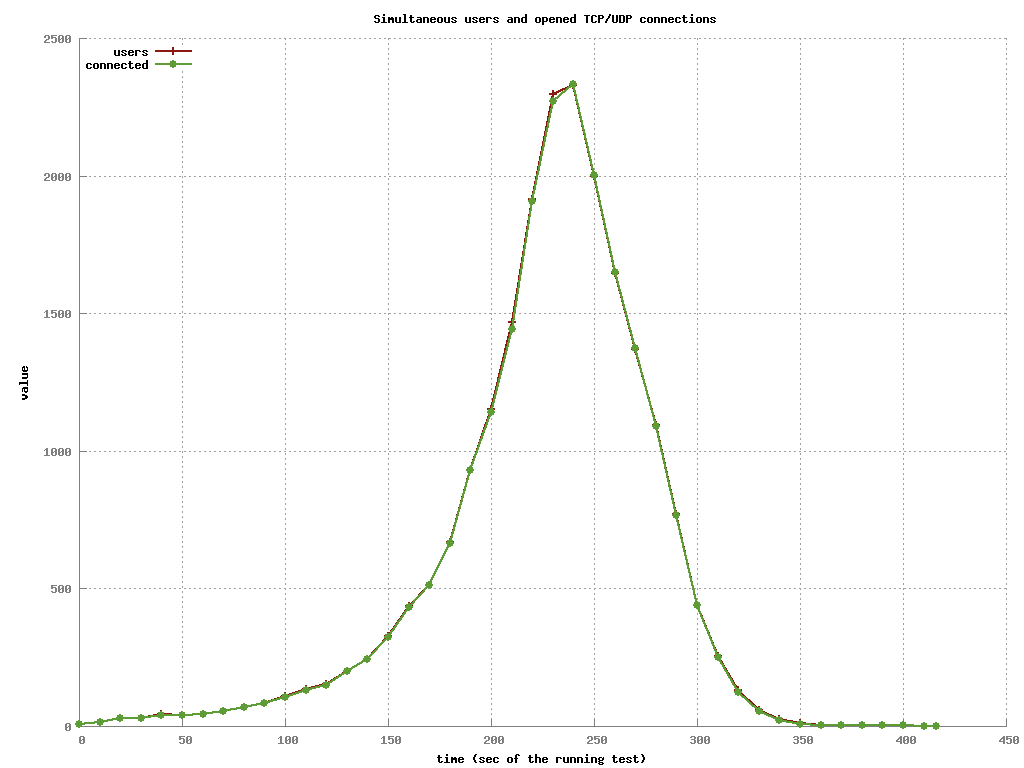 Simultaneous users and opened TCP/UDP connections
2500
users
connected
2000
1500
value
1000
500
0
0 50 100 150 200 250 300 350 400 450
time (sec of the running test)